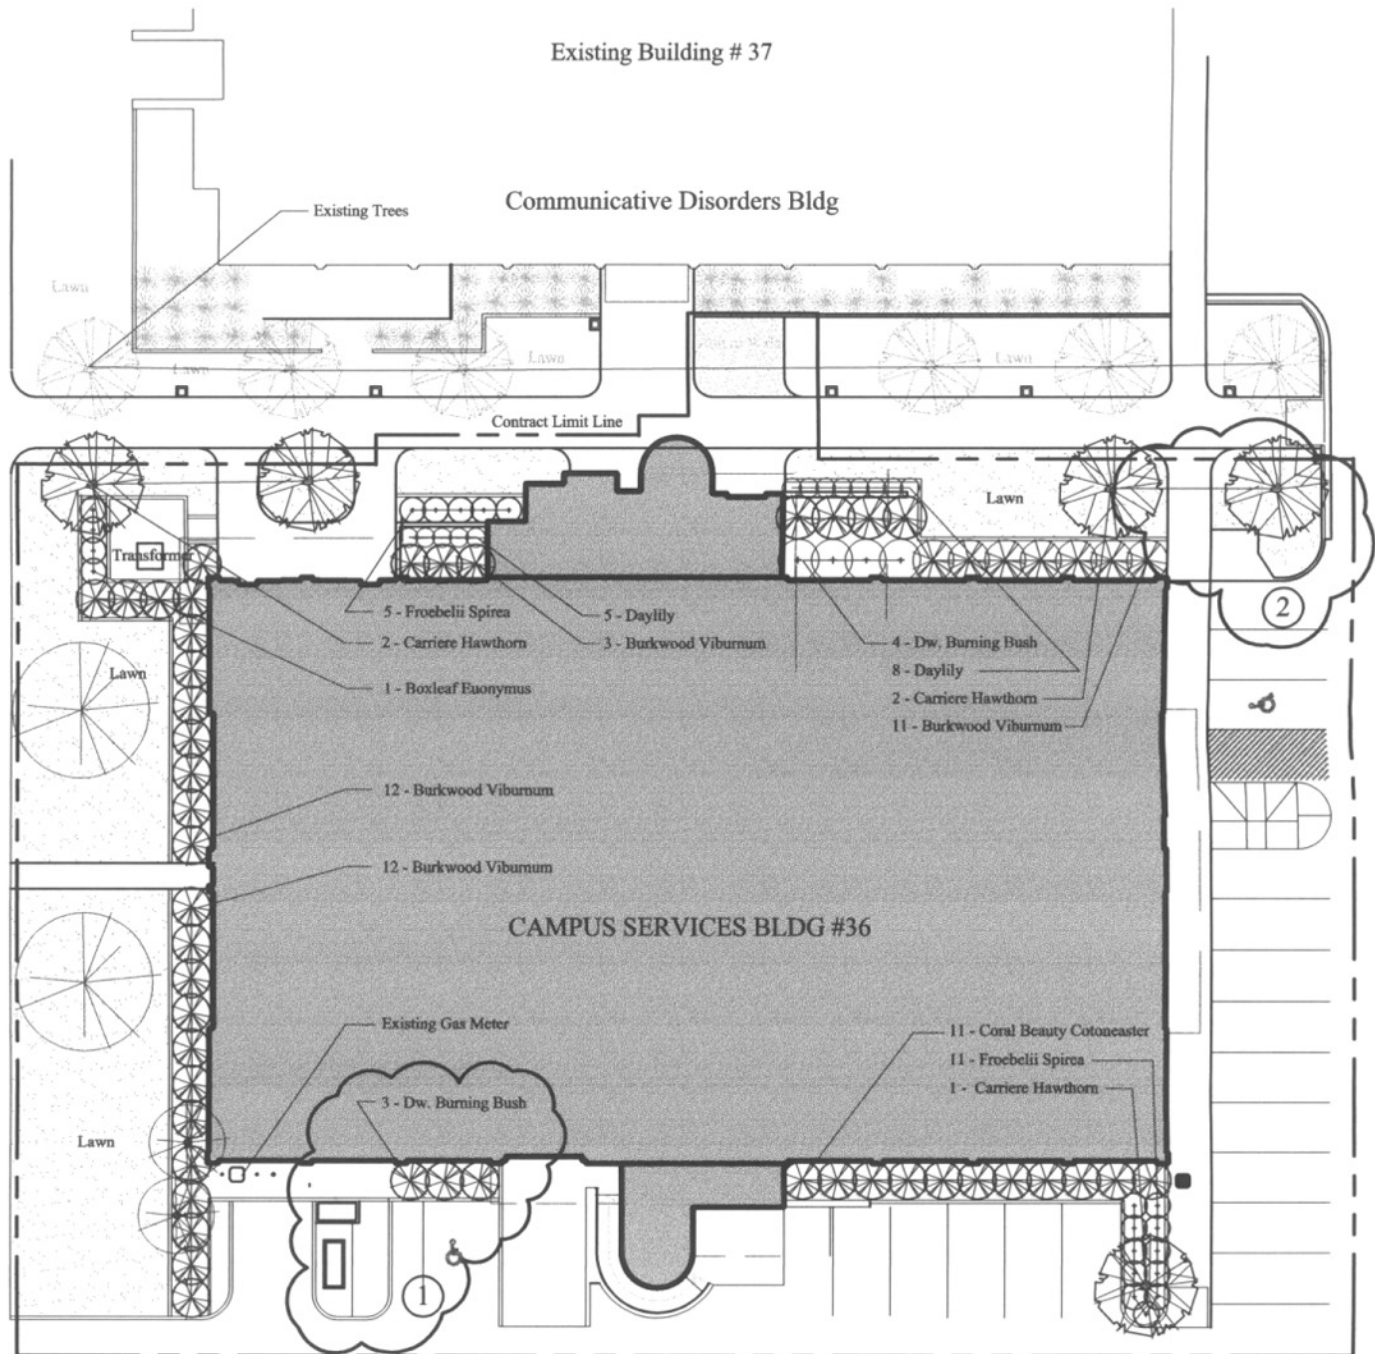 Existing Building # 37
Communicative Disorders Bldg
Existing Trees
Lawn
Lawn
Lawn
Lawn
Contract Limit Line
Lawn
Transformer
2
5 - Froebelii Spirea
5 - Daylily
2 - Carriere Hawthorn
3 - Burkwood Viburnum
4 - Dw. Burning Bush
8 - Daylily
Lawn
1 - Boxleaf Euonymus
2 - Carriere Hawthorn
11 - Burkwood Viburnum
12 - Burkwood Viburnum
12 - Burkwood Viburnum
CAMPUS SERVICES BLDG #36
Existing Gas Meter
11 - Coral Beauty Cotoneaster
11 - Froebelii Spirea
1 - Carriere Hawthorn
3 - Dw. Burning Bush
Lawn
1